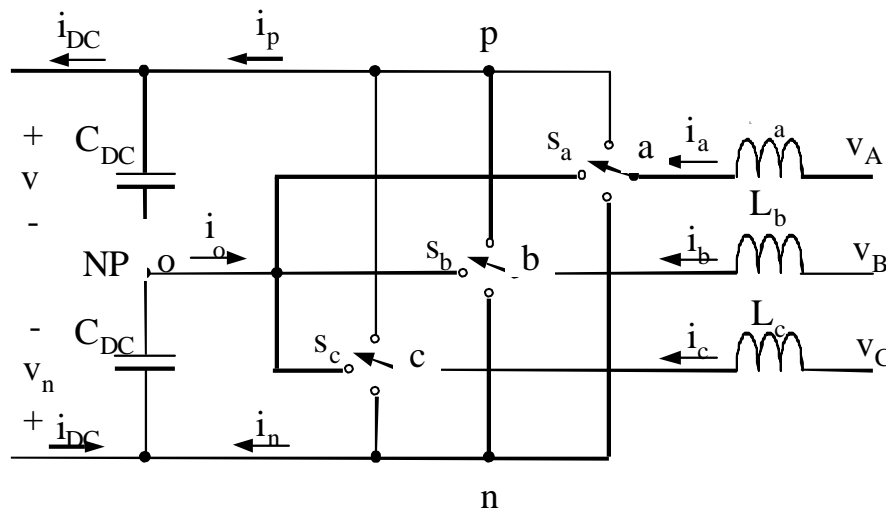 i_DC
i_p
p
+
C_DC
v
-
s_a
a
i_a
a
v_A
L_b
i_o
NP
o
s_b
b
i_b
v_B
-
C_DC
v_n
+
s_c
c
i_c
L_c
v_C
i_DC
i_n
n